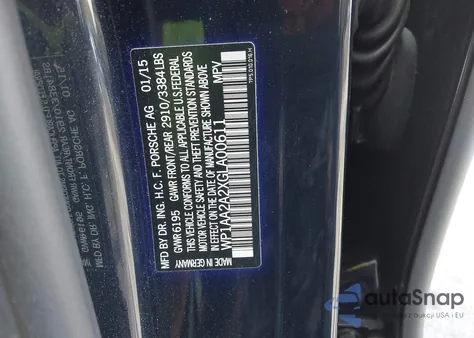 MFD BY DR. ING. H.C. F. PORSCHE AG 01/15
GVWR 6195 GAWR FRONT/REAR 2910/3384LBS
THIS VEHICLE CONFORMS TO ALL APPLICABLE U.S.FEDERAL
MOTOR VEHICLE SAFETY AND THEFT PREVENTION STANDARDS
IN EFFECT ON THE DATE OF MANUFACTURE SHOWN ABOVE.
WP1AA2A2XGLA00611 MPV
MADE IN GERMANY
autoSnap